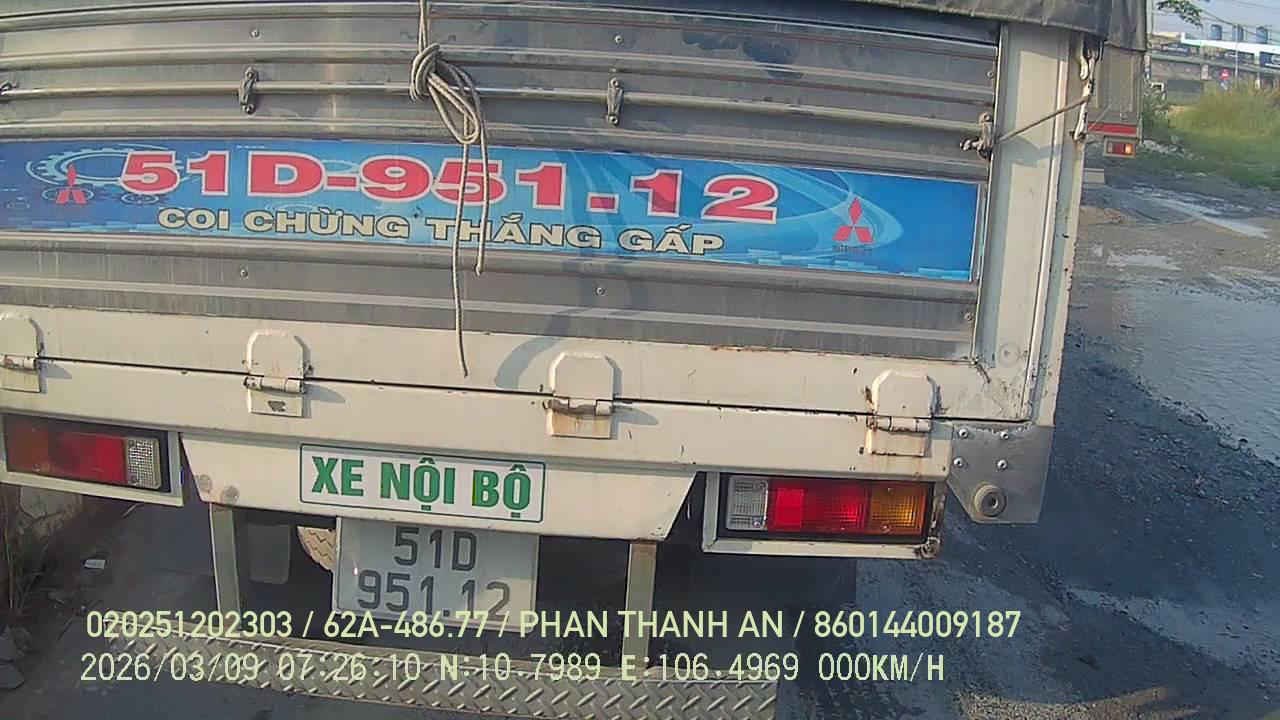 51D-951.12
COI CHỪNG THẮNG GẤP
XE NỘI BỘ
51D
951.12
020251202303 / 62A-486.77 / PHAN THANH AN / 860144009187
2026/03/09 07:26:10 N:10.7989 E:106.4969 000KM/H